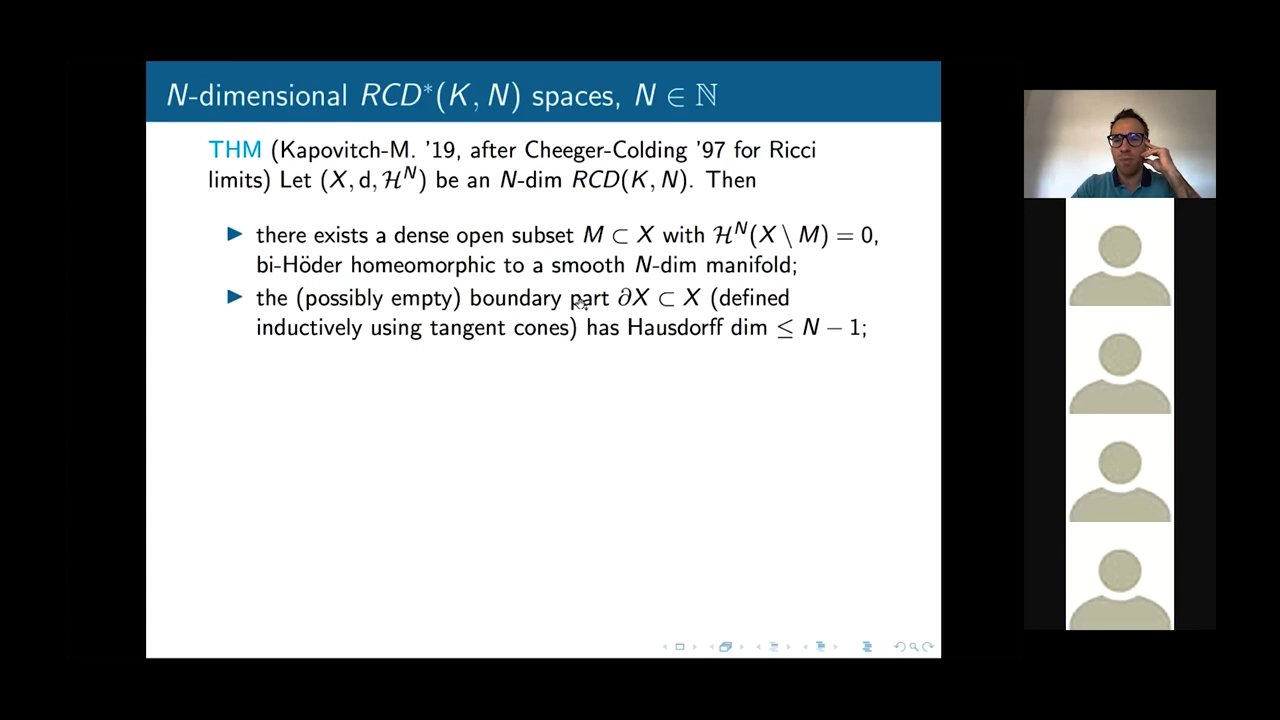 N-dimensional RCD*(K, N) spaces, N ∈ ℕ
THM (Kapovitch-M. '19, after Cheeger-Colding '97 for Ricci
limits) Let (X, d, ℋᴺ) be an N-dim RCD(K, N). Then
▶ there exists a dense open subset M ⊂ X with ℋᴺ(X \ M) = 0,
bi-Höder homeomorphic to a smooth N-dim manifold;
▶ the (possibly empty) boundary part ∂X ⊂ X (defined
inductively using tangent cones) has Hausdorff dim ≤ N − 1;